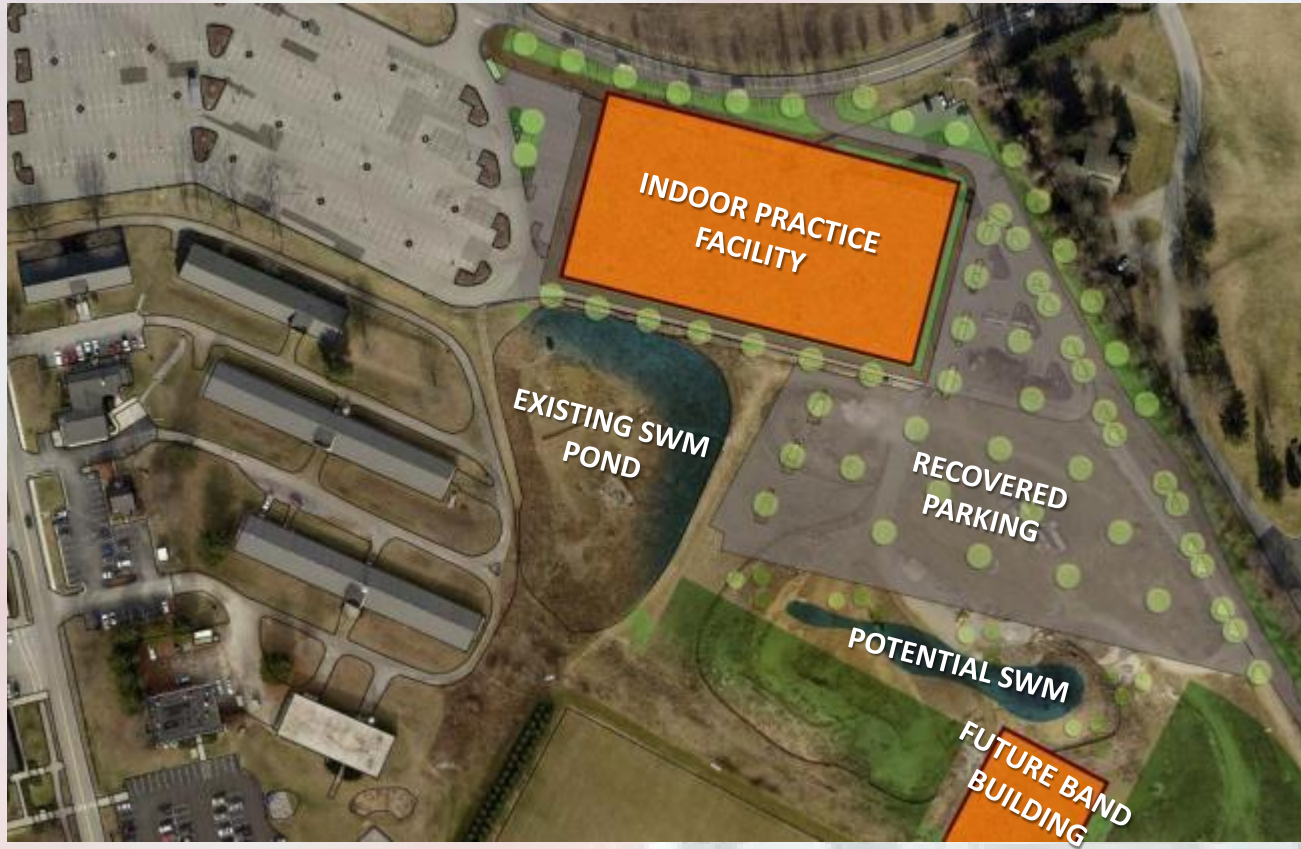 INDOOR PRACTICE
FACILITY
EXISTING SWM
POND
RECOVERED
PARKING
POTENTIAL SWM
FUTURE BAND
BUILDING